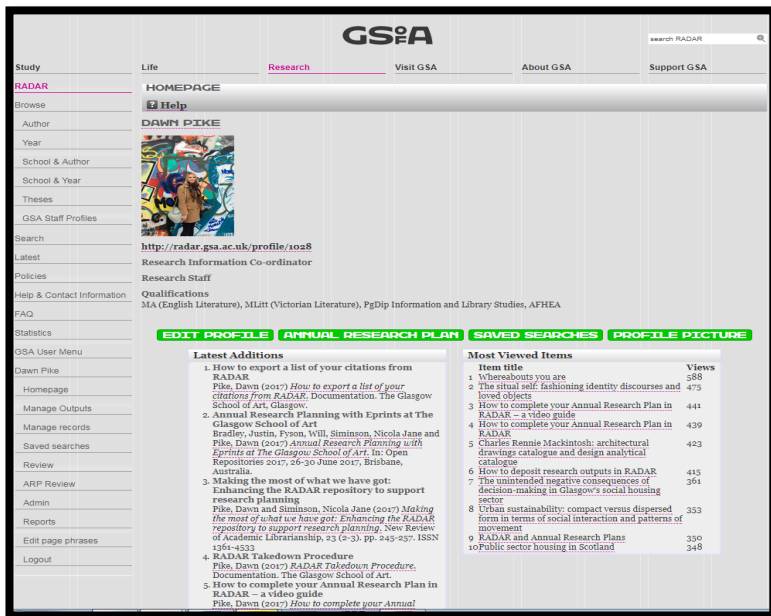 GSofA
search RADAR
Study Life Research Visit GSA About GSA Support GSA
RADAR
Browse
Author
Year
School & Author
School & Year
Theses
GSA Staff Profiles
Search
Latest
Policies
Help & Contact Information
FAQ
Statistics
GSA User Menu
Dawn Pike
Homepage
Manage Outputs
Manage records
Saved searches
Review
ARP Review
Admin
Reports
Edit page phrases
Logout
HOMEPAGE
? Help
DAWN PIKE
http://radar.gsa.ac.uk/profile/1028
Research Information Co-ordinator
Research Staff
Qualifications
MA (English Literature), MLitt (Victorian Literature), PgDip Information and Library Studies, AFHEA
EDIT PROFILE ANNUAL RESEARCH PLAN SAVED SEARCHES PROFILE PICTURE
Latest Additions
1. How to export a list of your citations from
RADAR
Pike, Dawn (2017) How to export a list of your
citations from RADAR. Documentation. The Glasgow
School of Art, Glasgow.
2. Annual Research Planning with Eprints at The
Glasgow School of Art
Bradley, Justin, Fyson, Will, Siminson, Nicola Jane and
Pike, Dawn (2017) Annual Research Planning with
Eprints at The Glasgow School of Art. In: Open
Repositories 2017, 26-30 June 2017, Brisbane,
Australia.
3. Making the most of what we have got:
Enhancing the RADAR repository to support
research planning
Pike, Dawn and Siminson, Nicola Jane (2017) Making
the most of what we have got: Enhancing the RADAR
repository to support research planning. New Review
of Academic Librarianship, 23 (2-3). pp. 245-257. ISSN
1361-4533
4. RADAR Takedown Procedure
Pike, Dawn (2017) RADAR Takedown Procedure.
Documentation. The Glasgow School of Art.
5. How to complete your Annual Research Plan in
RADAR – a video guide
Pike, Dawn (2017) How to complete your Annual
Most Viewed Items
Item title Views
1 Whereabouts you are 588
2 The situal self: fashioning identity discourses and 475
loved objects
3 How to complete your Annual Research Plan in 441
RADAR – a video guide
4 How to complete your Annual Research Plan in 439
RADAR
5 Charles Rennie Mackintosh: architectural 423
drawings catalogue and design analytical
catalogue
6 How to deposit research outputs in RADAR 415
7 The unintended negative consequences of 361
decision-making in Glasgow's social housing
sector
8 Urban sustainability: compact versus dispersed 353
form in terms of social interaction and patterns of
movement
9 RADAR and Annual Research Plans 350
10 Public sector housing in Scotland 348